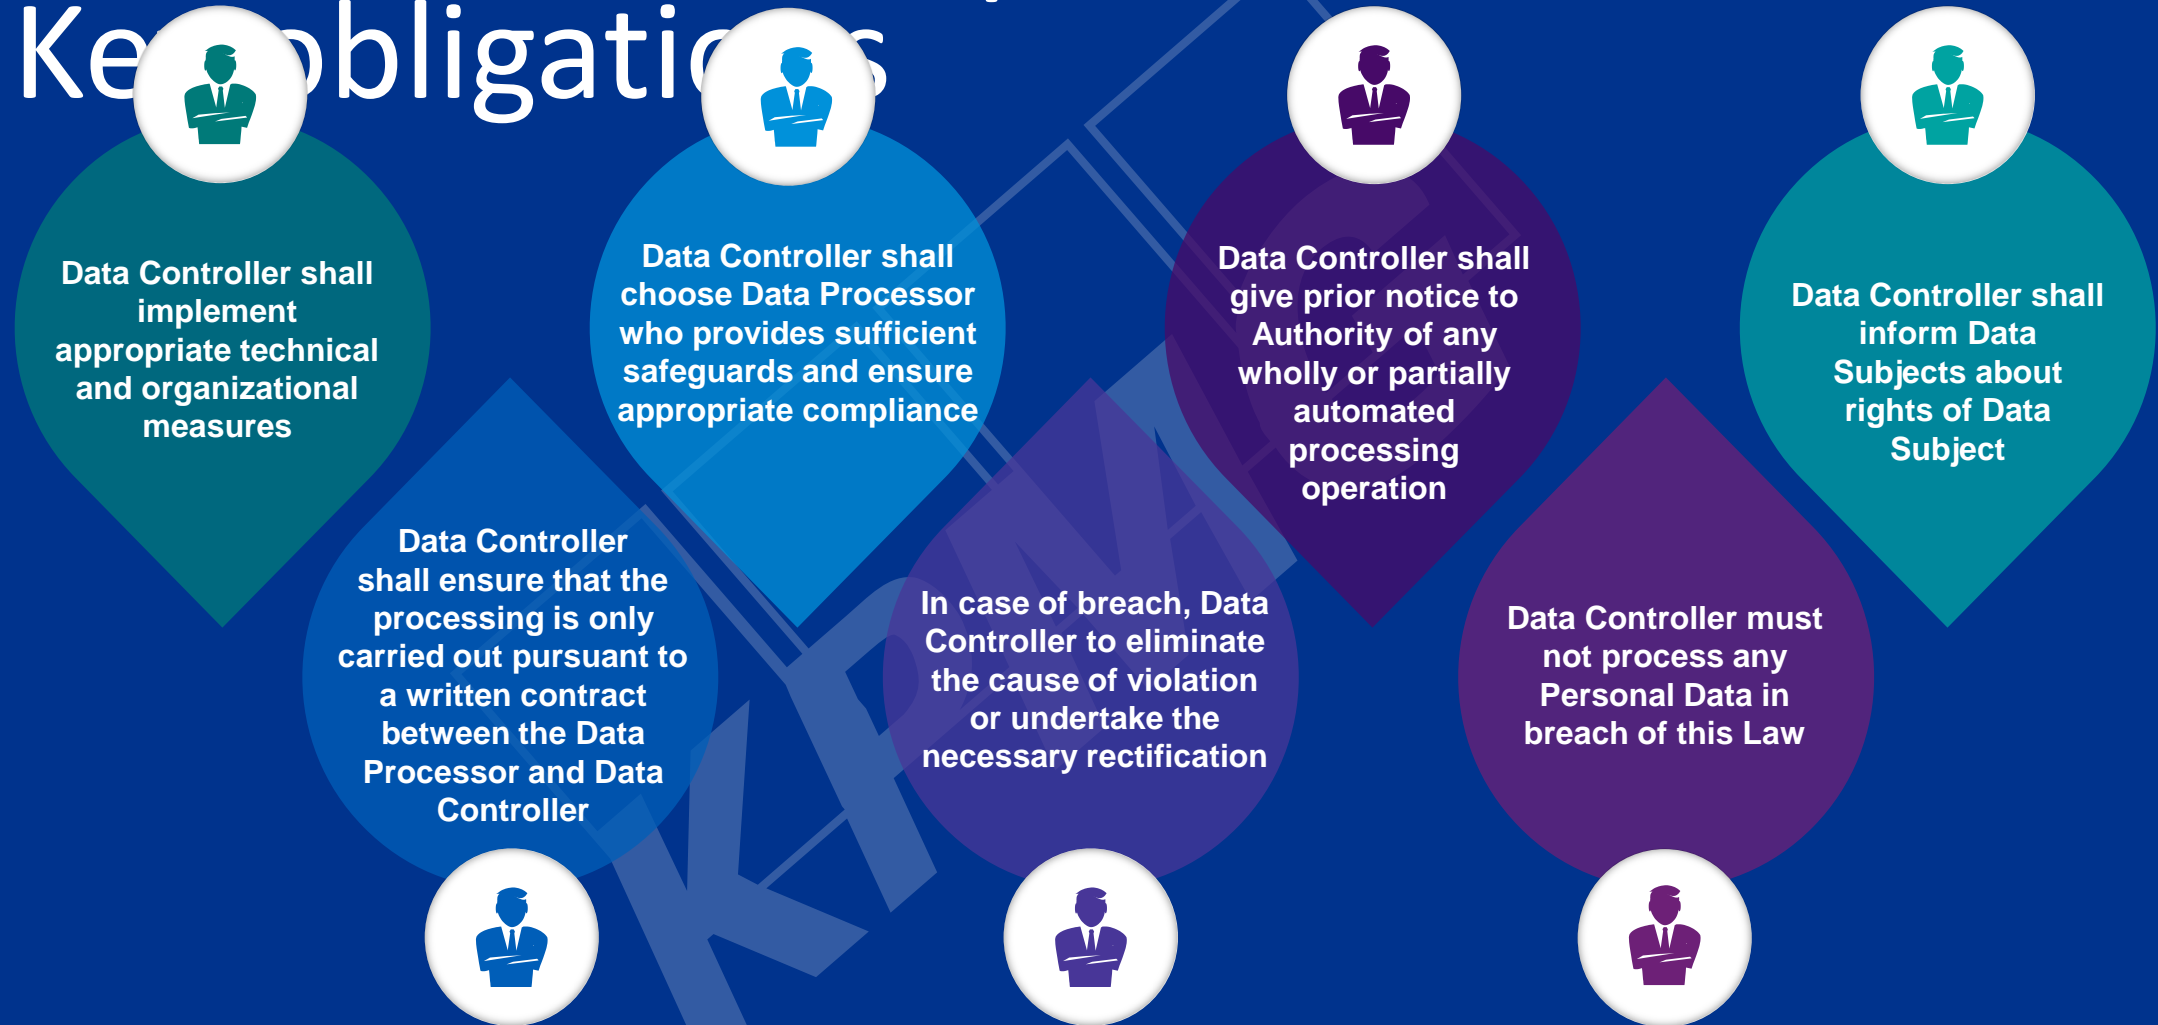 Key obligations
Data Controller shall
implement
appropriate technical
and organizational
measures
Data Controller
shall ensure that the
processing is only
carried out pursuant to
a written contract
between the Data
Processor and Data
Controller
Data Controller shall
choose Data Processor
who provides sufficient
safeguards and ensure
appropriate compliance
In case of breach, Data
Controller to eliminate
the cause of violation
or undertake the
necessary rectification
Data Controller shall
give prior notice to
Authority of any
wholly or partially
automated
processing
operation
Data Controller must
not process any
Personal Data in
breach of this Law
Data Controller shall
inform Data
Subjects about
rights of Data
Subject
KPMG